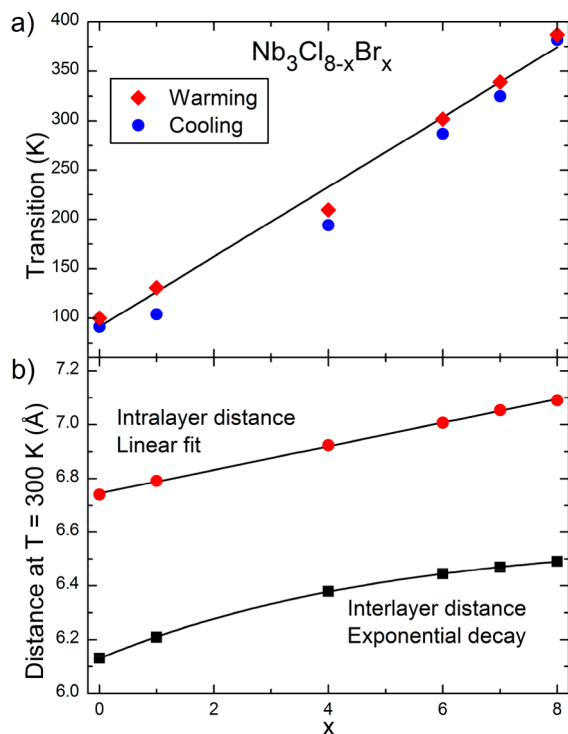 a)
Nb₃Cl₈₋ₓBrₓ
Warming
Cooling
Transition (K)
400
350
300
250
200
150
100
b)
Intralayer distance
Linear fit
Interlayer distance
Exponential decay
Distance at T = 300 K (Å)
7.2
7.0
6.8
6.6
6.4
6.2
6.0
0
2
4
6
8
x